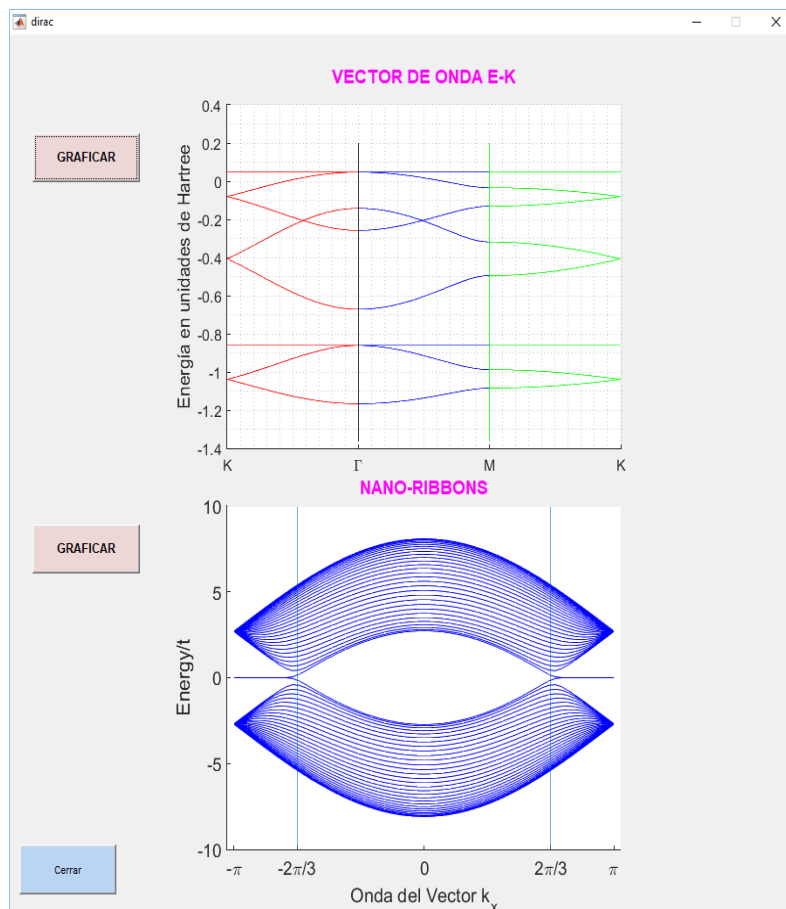 dirac
VECTOR DE ONDA E-K
GRAFICAR
Energía en unidades de Hartree
0.4
0.2
0
-0.2
-0.4
-0.6
-0.8
-1
-1.2
-1.4
K Γ M K
NANO-RIBBONS
GRAFICAR
Energy/t
10
5
0
-5
-10
-π -2π/3 0 2π/3 π
Onda del Vector k_x
Cerrar